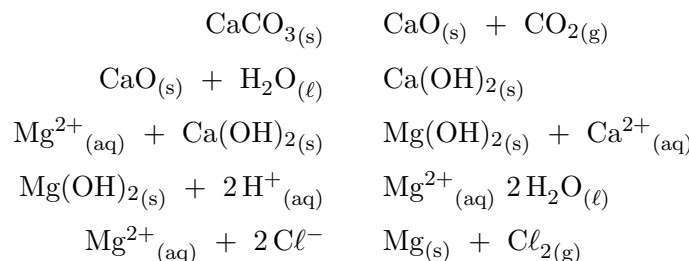 CaCO₃₍ₛ₎ CaO₍ₛ₎ + CO₂(g)
CaO₍ₛ₎ + H₂O(ℓ) Ca(OH)₂₍ₛ₎
Mg²⁺(aq) + Ca(OH)₂₍ₛ₎ Mg(OH)₂₍ₛ₎ + Ca²⁺(aq)
Mg(OH)₂₍ₛ₎ + 2 H⁺(aq) Mg²⁺(aq) 2 H₂O(ℓ)
Mg²⁺(aq) + 2 Cℓ⁻ Mg₍ₛ₎ + Cℓ₂(g)